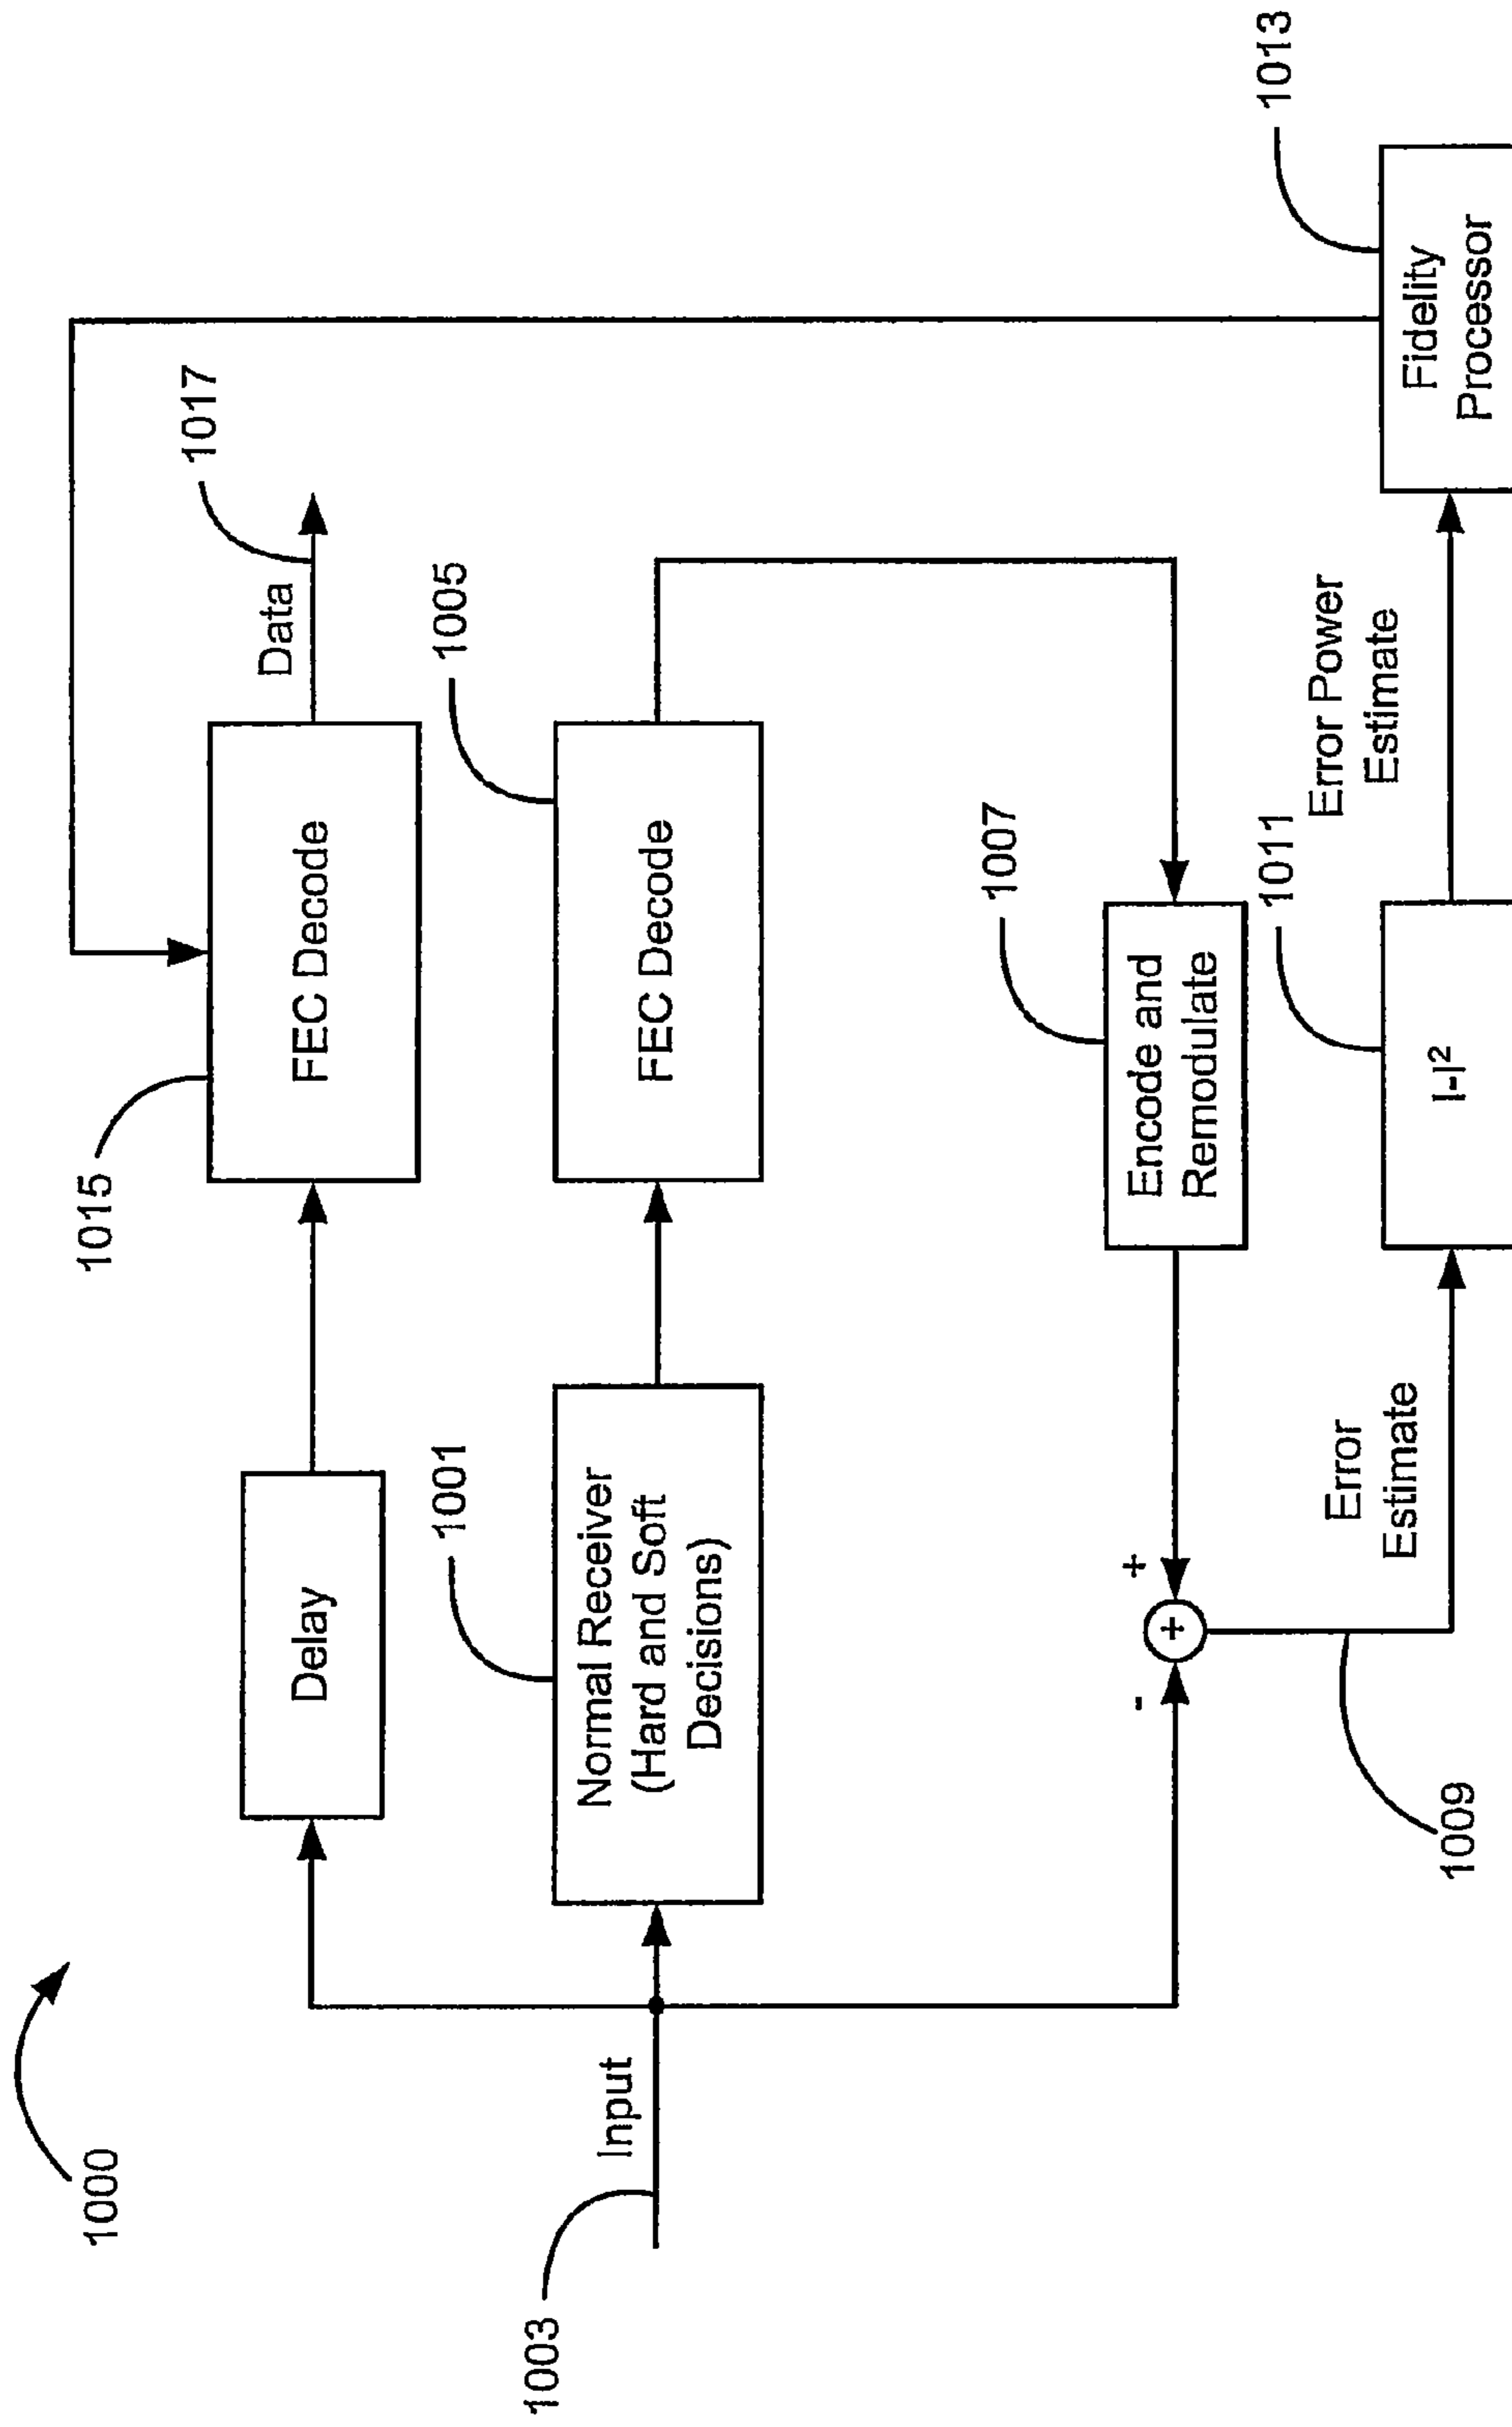 1000
1015
1017
Data
Delay
FEC Decode
1001
1005
1003
Input
Normal Receiver
(Hard and Soft
Decisions)
FEC Decode
1007
-
+
+
Encode and
Remodulate
1009
Error
Estimate
1011
|-|²
Error Power
Estimate
1013
Fidelity
Processor